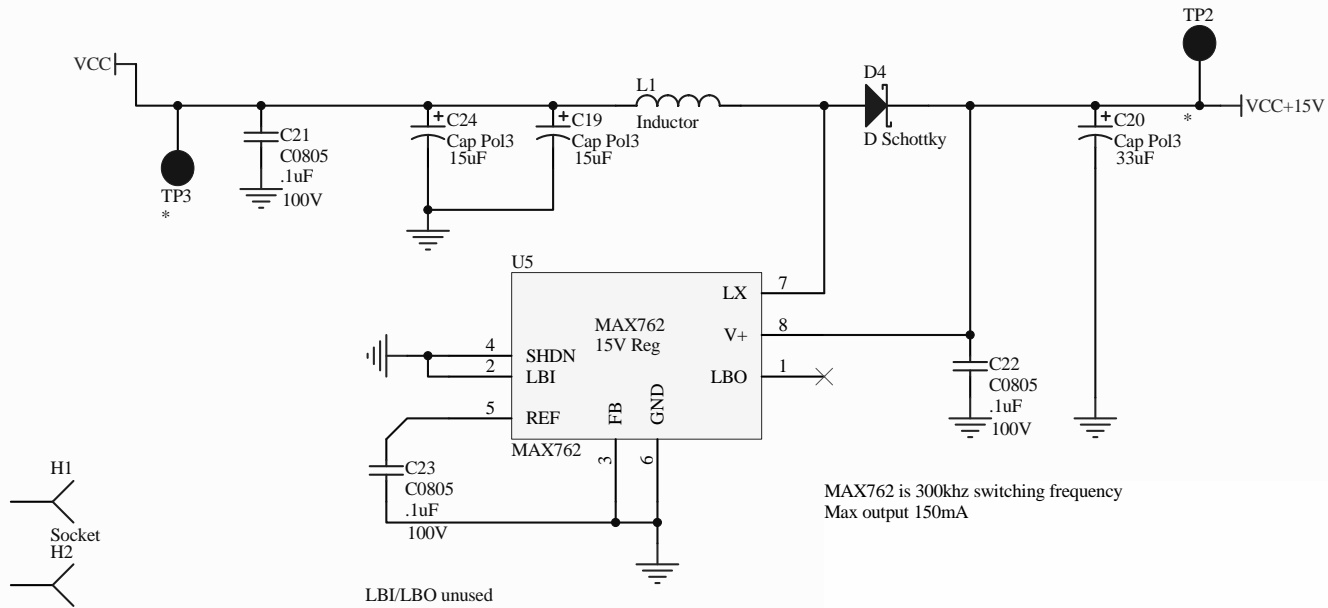 TP2
VCC
L1
Inductor
D4
D Schottky
VCC+15V
*
C21
C0805
.1uF
100V
+
C24
Cap Pol3
15uF
+
C19
Cap Pol3
15uF
+
C20
Cap Pol3
33uF
TP3
*
U5
MAX762
15V Reg
LX
7
V+
8
LBO
1
4
SHDN
2
LBI
5
REF
FB
GND
3
6
MAX762
C22
C0805
.1uF
100V
C23
C0805
.1uF
100V
H1
Socket
H2
MAX762 is 300khz switching frequency
Max output 150mA
LBI/LBO unused